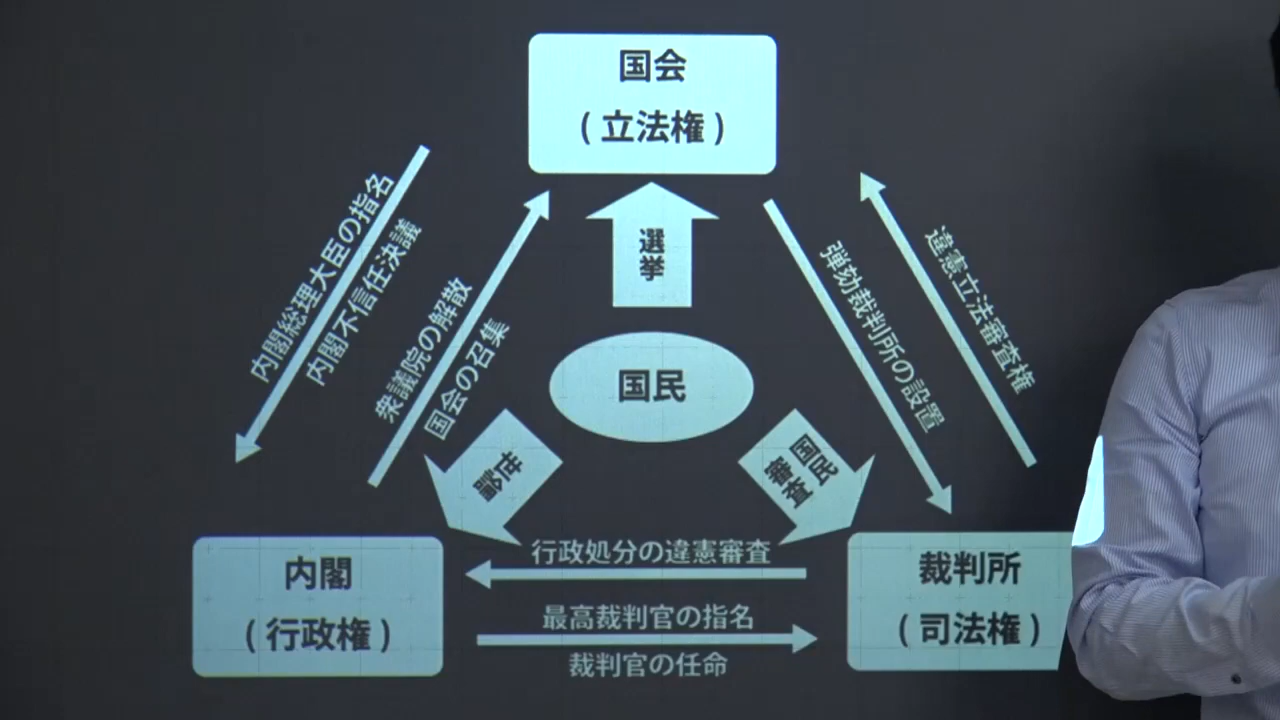 国会
(立法権)
内閣総理大臣の指名
内閣不信任決議
衆議院の解散
国会の召集
選挙
弾劾裁判所の設置
違憲立法審査権
国民
世論
国民
審査
行政処分の違憲審査
内閣
(行政権)
最高裁判官の指名
裁判官の任命
裁判所
(司法権)